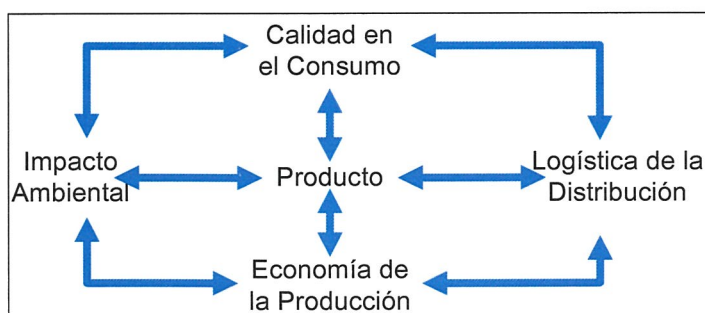 Calidad en
el Consumo
Impacto
Ambiental
Producto
Logística de la
Distribución
Economía de
la Producción